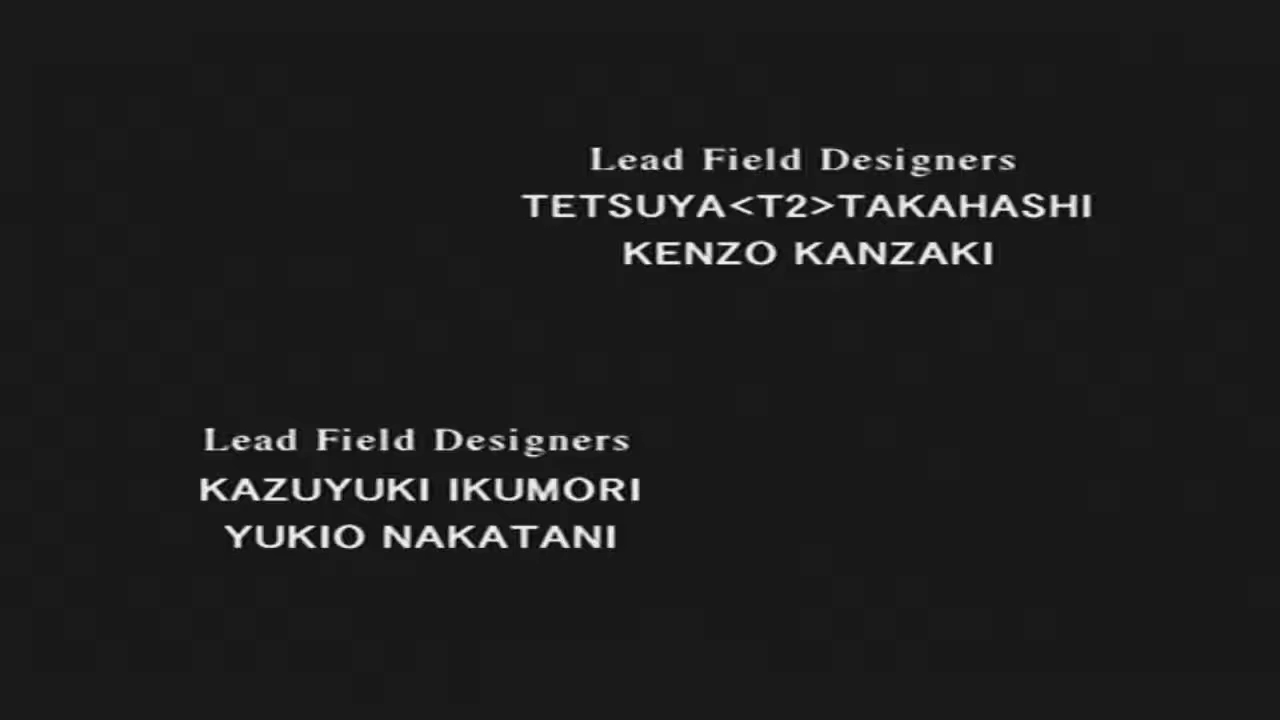 Lead Field Designers
TETSUYA<T2>TAKAHASHI
KENZO KANZAKI
Lead Field Designers
KAZUYUKI IKUMORI
YUKIO NAKATANI